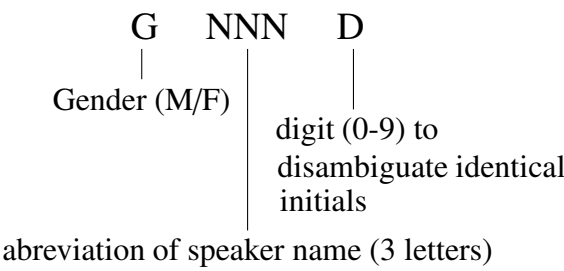 G NNN D
Gender (M/F)
digit (0-9) to
disambiguate identical
initials
abreviation of speaker name (3 letters)